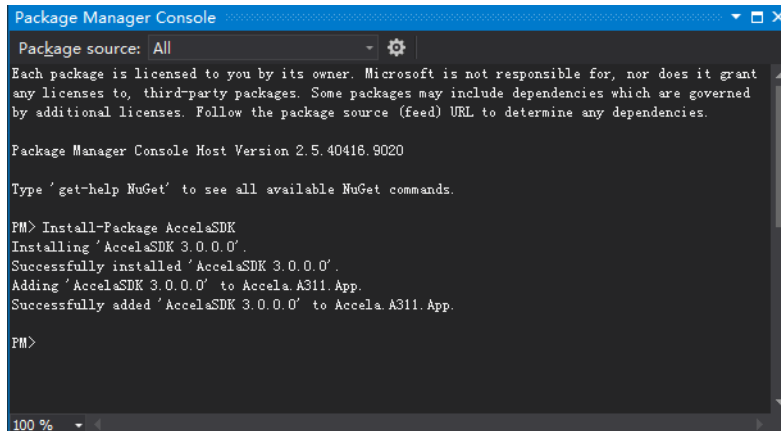 Package Manager Console
Package source: All
Each package is licensed to you by its owner. Microsoft is not responsible for, nor does it grant
any licenses to, third-party packages. Some packages may include dependencies which are governed
by additional licenses. Follow the package source (feed) URL to determine any dependencies.
Package Manager Console Host Version 2.5.40416.9020
Type 'get-help NuGet' to see all available NuGet commands.
PM> Install-Package AccelaSDK
Installing 'AccelaSDK 3.0.0.0'.
Successfully installed 'AccelaSDK 3.0.0.0'.
Adding 'AccelaSDK 3.0.0.0' to Accela.A311.App.
Successfully added 'AccelaSDK 3.0.0.0' to Accela.A311.App.
PM>
100 %